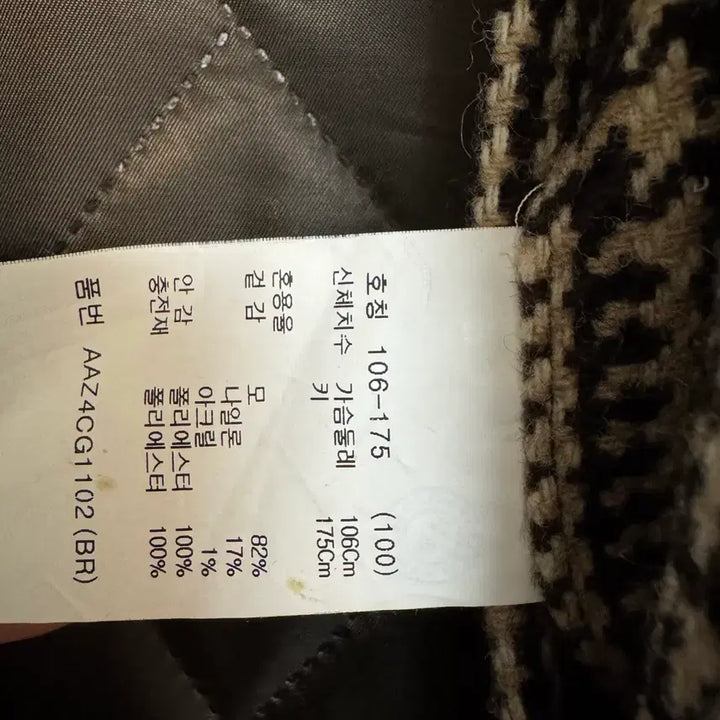 호칭 106-175 (100)
신체치수 가슴둘레 106Cm
키 175Cm
혼용율
겉감 모 82%
나일론 17%
아크릴 1%
안감 폴리에스터 100%
충전재 폴리에스터 100%
품번 AAZ4CG1102 (BR)